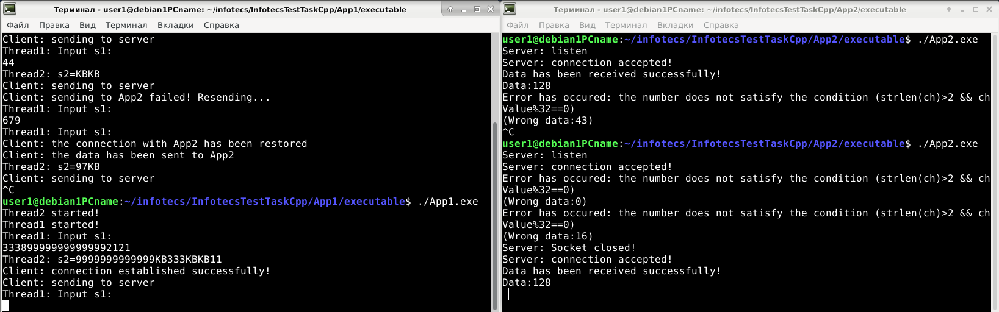 Терминал - user1@debian1PCname: ~/infotecs/InfotecsTestTaskCpp/App1/executable
Файл Правка Вид Терминал Вкладки Справка
Client: sending to server
Thread1: Input s1:
44
Thread2: s2=KBKB
Client: sending to server
Client: sending to App2 failed! Resending...
Thread1: Input s1:
679
Thread1: Input s1:
Client: the connection with App2 has been restored
Client: the data has been sent to App2
Thread2: s2=97KB
Client: sending to server
^C
user1@debian1PCname:~/infotecs/InfotecsTestTaskCpp/App1/executable$ ./App1.exe
Thread2 started!
Thread1 started!
Thread1: Input s1:
333899999999999992121
Thread2: s2=9999999999999KB333KBKB11
Client: connection established successfully!
Client: sending to server
Thread1: Input s1:
Терминал - user1@debian1PCname: ~/infotecs/InfotecsTestTaskCpp/App2/executable
Файл Правка Вид Терминал Вкладки Справка
user1@debian1PCname:~/infotecs/InfotecsTestTaskCpp/App2/executable$ ./App2.exe
Server: listen
Server: connection accepted!
Data has been received successfully!
Data:128
Error has occured: the number does not satisfy the condition (strlen(ch)>2 && ch
Value%32==0)
(Wrong data:43)
^C
user1@debian1PCname:~/infotecs/InfotecsTestTaskCpp/App2/executable$ ./App2.exe
Server: listen
Server: connection accepted!
Error has occured: the number does not satisfy the condition (strlen(ch)>2 && ch
Value%32==0)
(Wrong data:0)
Error has occured: the number does not satisfy the condition (strlen(ch)>2 && ch
Value%32==0)
(Wrong data:16)
Server: Socket closed!
Server: connection accepted!
Data has been received successfully!
Data:128